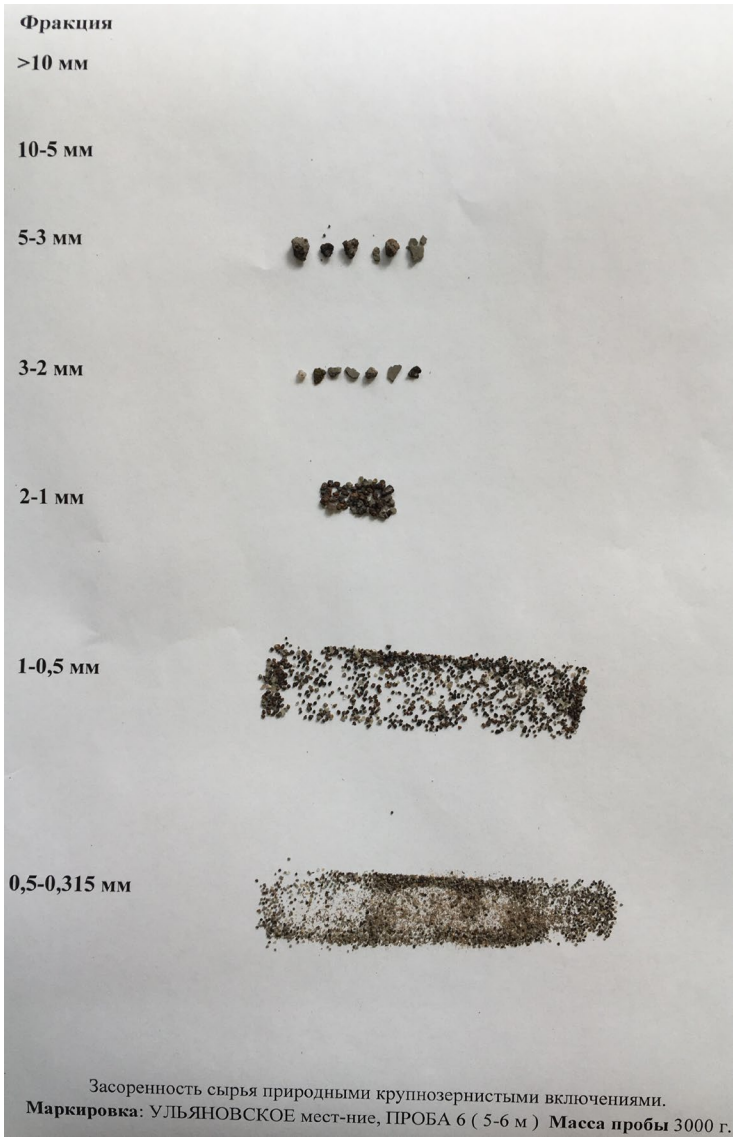 Фракция
>10 мм
10-5 мм
5-3 мм
3-2 мм
2-1 мм
1-0,5 мм
0,5-0,315 мм
Засоренность сырья природными крупнозернистыми включениями.
Маркировка: УЛЬЯНОВСКОЕ мест-ние, ПРОБА 6 ( 5-6 м ) Масса пробы 3000 г.